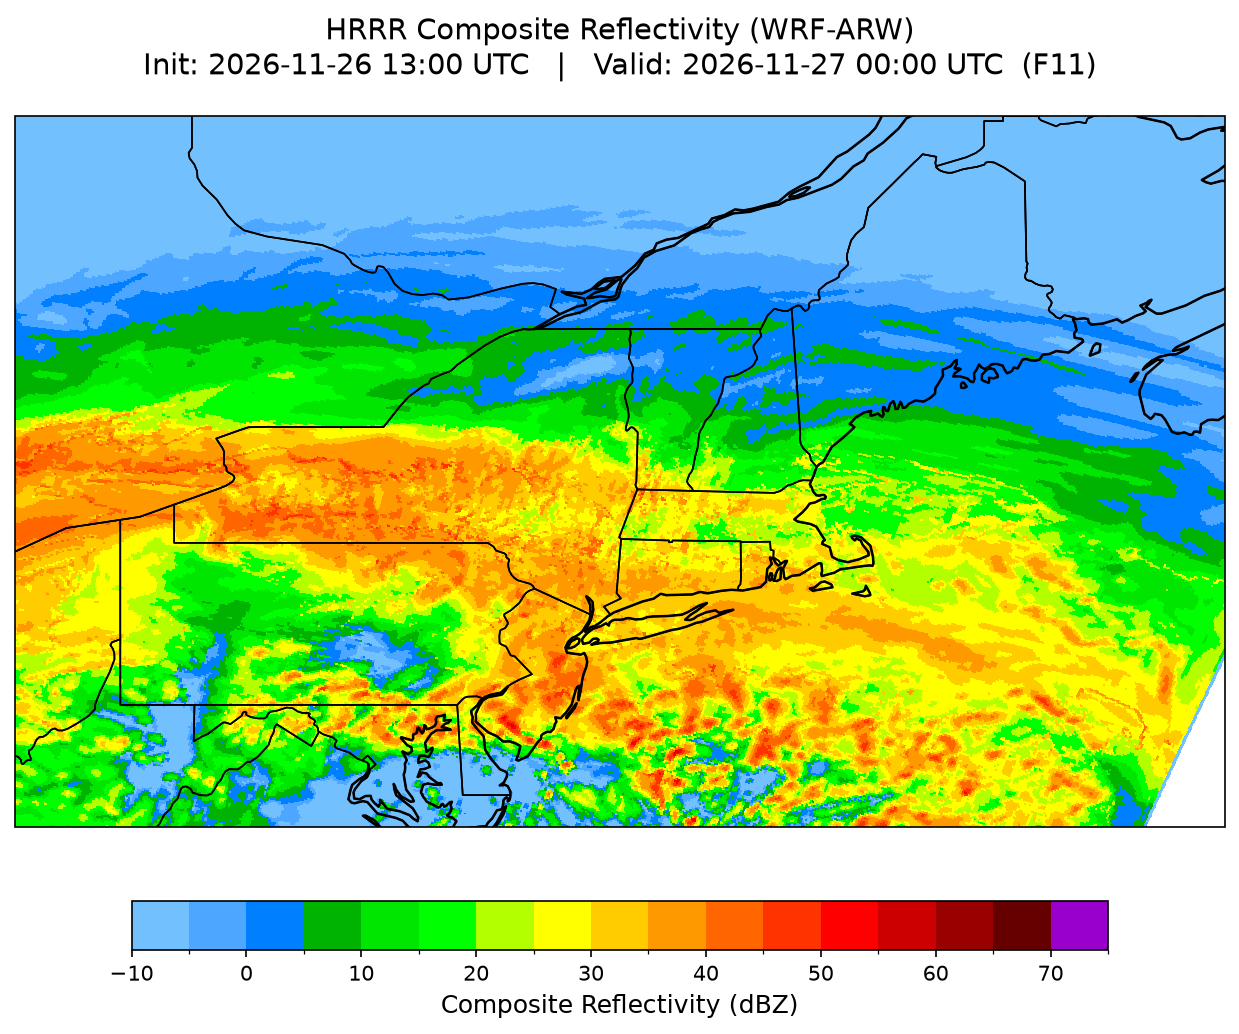 HRRR Composite Reflectivity (WRF-ARW)
Init: 2026-11-26 13:00 UTC   |   Valid: 2026-11-27 00:00 UTC  (F11)
−10 0 10 20 30 40 50 60 70
Composite Reflectivity (dBZ)